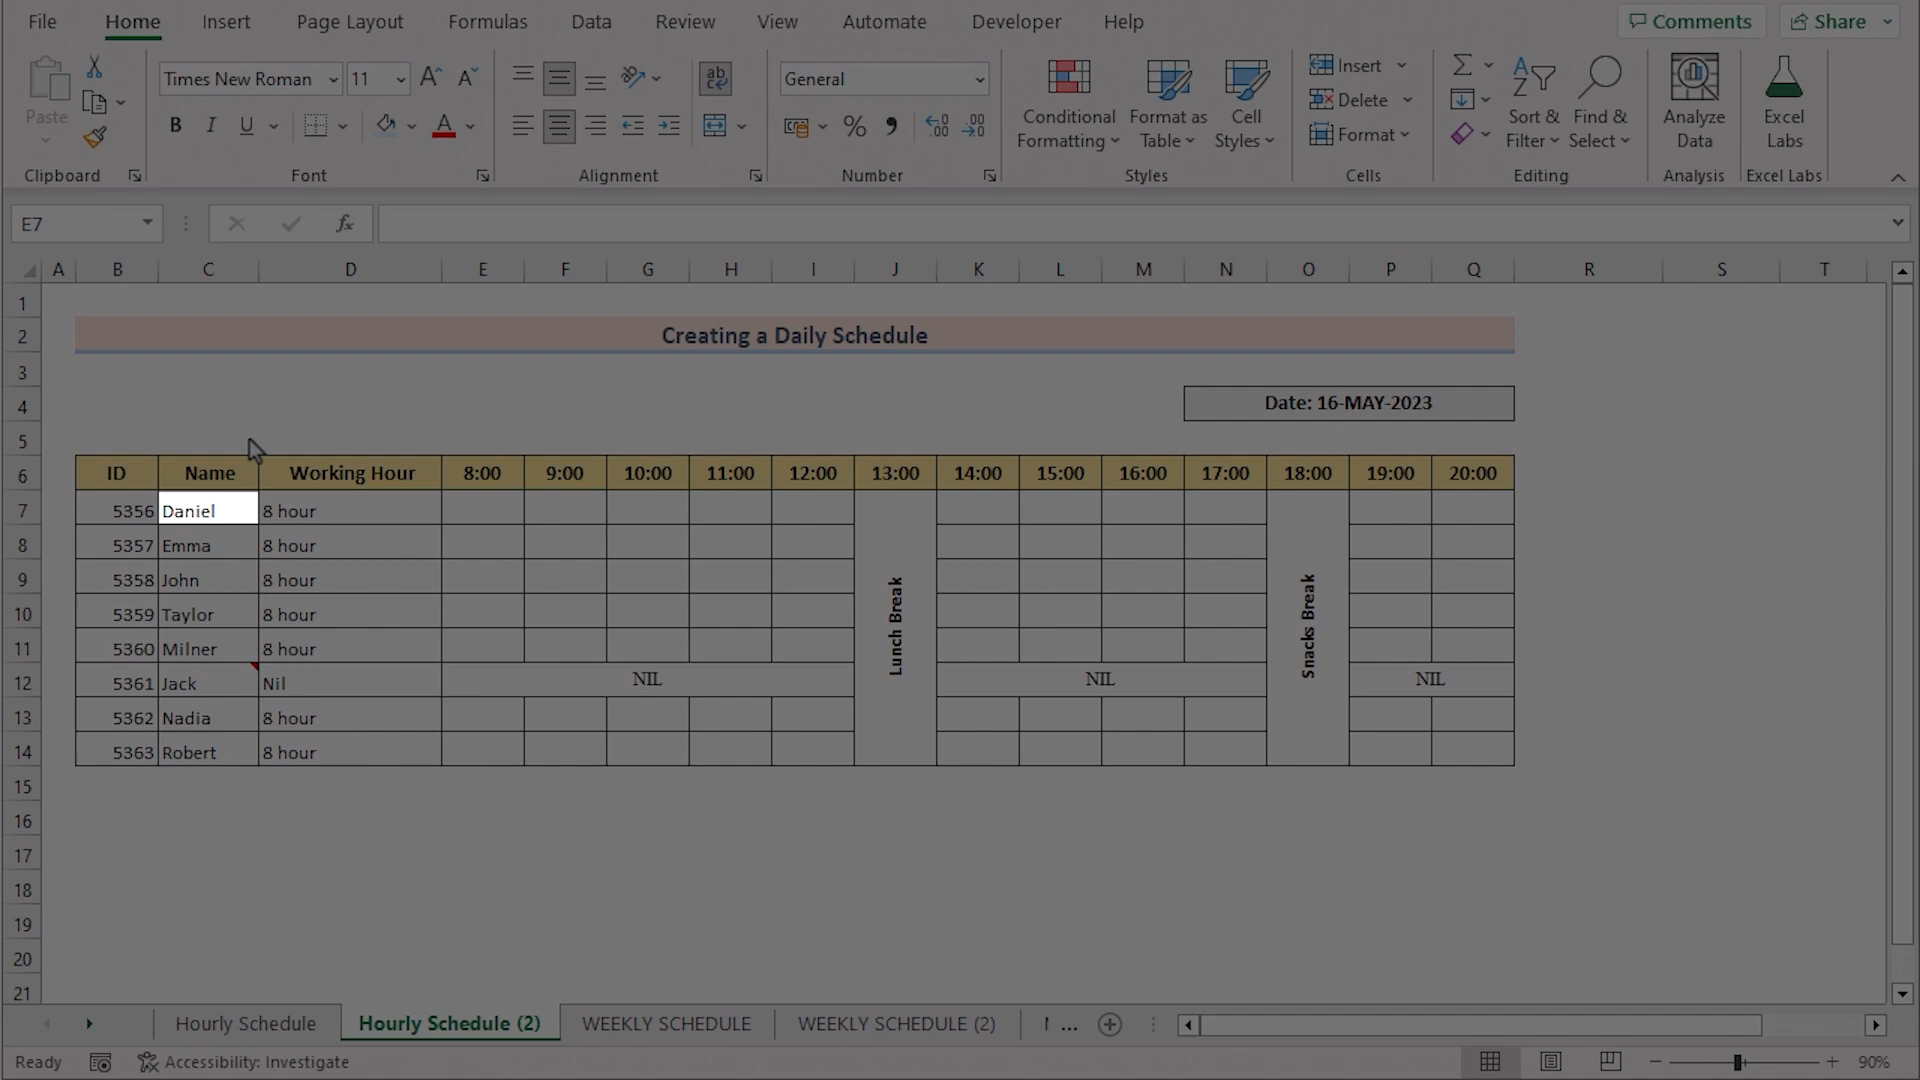 File Home Insert Page Layout Formulas Data Review View Automate Developer Help Comments Share
Paste Times New Roman 11 General Conditional Formatting Format as Table Cell Styles Insert Delete Format Sort & Filter Find & Select Analyze Data Excel Labs
Clipboard Font Alignment Number Styles Cells Editing Analysis Excel Labs
E7 fx
A B C D E F G H I J K L M N O P Q R S T
1
2 Creating a Daily Schedule
3
4 Date: 16-MAY-2023
5
6 ID Name Working Hour 8:00 9:00 10:00 11:00 12:00 13:00 14:00 15:00 16:00 17:00 18:00 19:00 20:00
7 5356 Daniel 8 hour
8 5357 Emma 8 hour
9 5358 John 8 hour
10 5359 Taylor 8 hour
Lunch Break
Snacks Break
11 5360 Milner 8 hour
12 5361 Jack Nil NIL NIL NIL
13 5362 Nadia 8 hour
14 5363 Robert 8 hour
15
16
17
18
19
20
21
Hourly Schedule Hourly Schedule (2) WEEKLY SCHEDULE WEEKLY SCHEDULE (2) ...
Ready Accessibility: Investigate 90%